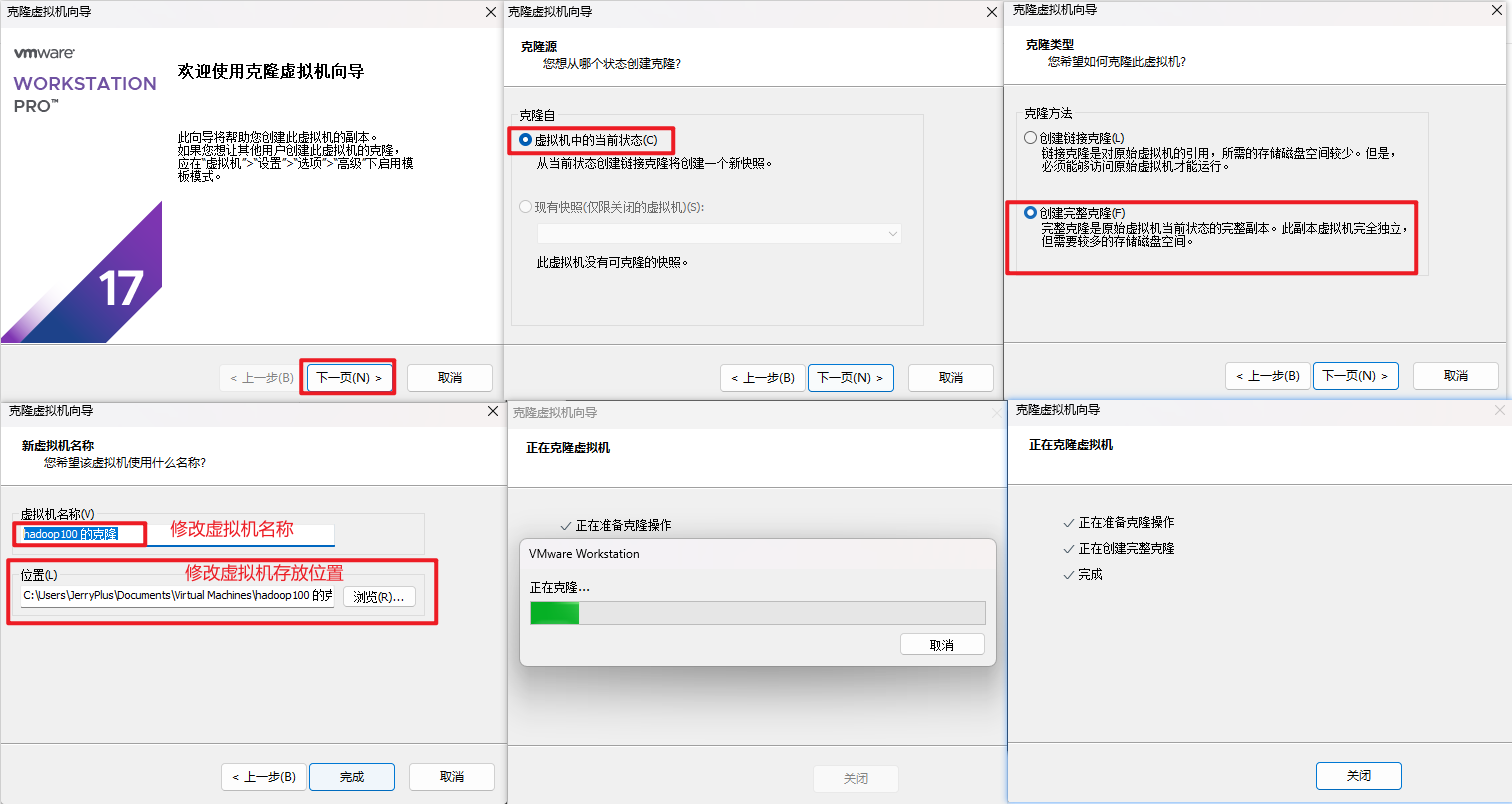 克隆虚拟机向导
vmware
WORKSTATION
PRO™
欢迎使用克隆虚拟机向导
此向导将帮助您创建此虚拟机的副本。
如果您想让其他用户创建此虚拟机的克隆，
应在“虚拟机”>“设置”>“选项”>“高级”下启用模
板模式。
17
< 上一步(B)
下一页(N) >
取消
克隆虚拟机向导
克隆源
您想从哪个状态创建克隆?
克隆自
虚拟机中的当前状态(C)
从当前状态创建链接克隆将创建一个新快照。
现有快照(仅限关闭的虚拟机)(S):
此虚拟机没有可克隆的快照。
< 上一步(B)
下一页(N) >
取消
克隆虚拟机向导
克隆类型
您希望如何克隆此虚拟机?
克隆方法
创建链接克隆(L)
链接克隆是对原始虚拟机的引用，所需的存储磁盘空间较少。但是，
必须能够访问原始虚拟机才能运行。
创建完整克隆(F)
完整克隆是原始虚拟机当前状态的完整副本。此副本虚拟机完全独立，
但需要较多的存储磁盘空间。
< 上一步(B)
下一页(N) >
取消
克隆虚拟机向导
新虚拟机名称
您希望该虚拟机使用什么名称?
虚拟机名称(V)
hadoop100 的克隆
修改虚拟机名称
位置(L)
修改虚拟机存放位置
C:\Users\JerryPlus\Documents\Virtual Machines\hadoop100 的克
浏览(R)...
< 上一步(B)
完成
取消
克隆虚拟机向导
正在克隆虚拟机
✓ 正在准备克隆操作
VMware Workstation
正在克隆...
取消
关闭
克隆虚拟机向导
正在克隆虚拟机
✓ 正在准备克隆操作
✓ 正在创建完整克隆
✓ 完成
关闭